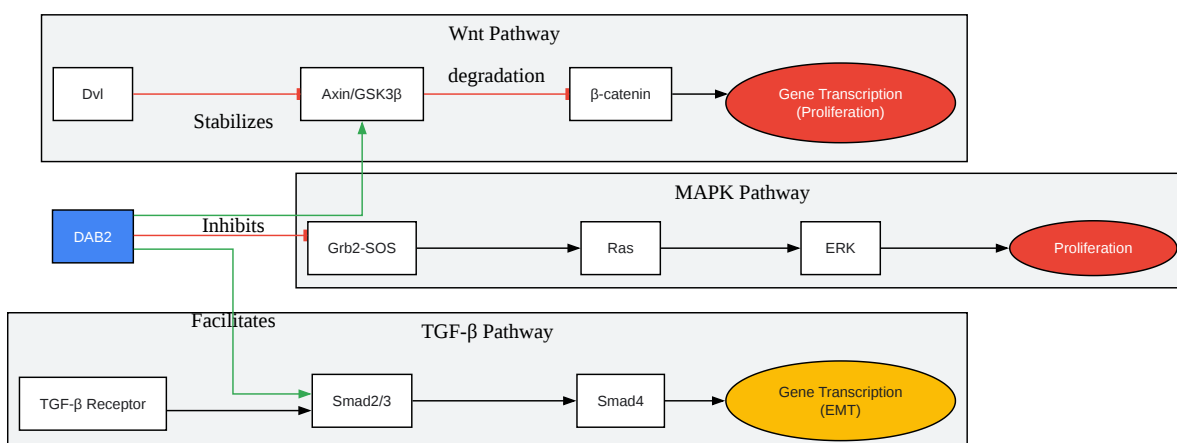 Wnt Pathway
degradation
Dvl
Axin/GSK3β
β-catenin
Gene Transcription
(Proliferation)
Stabilizes
MAPK Pathway
DAB2
Inhibits
Grb2-SOS
Ras
ERK
Proliferation
Facilitates
TGF-β Pathway
TGF-β Receptor
Smad2/3
Smad4
Gene Transcription
(EMT)